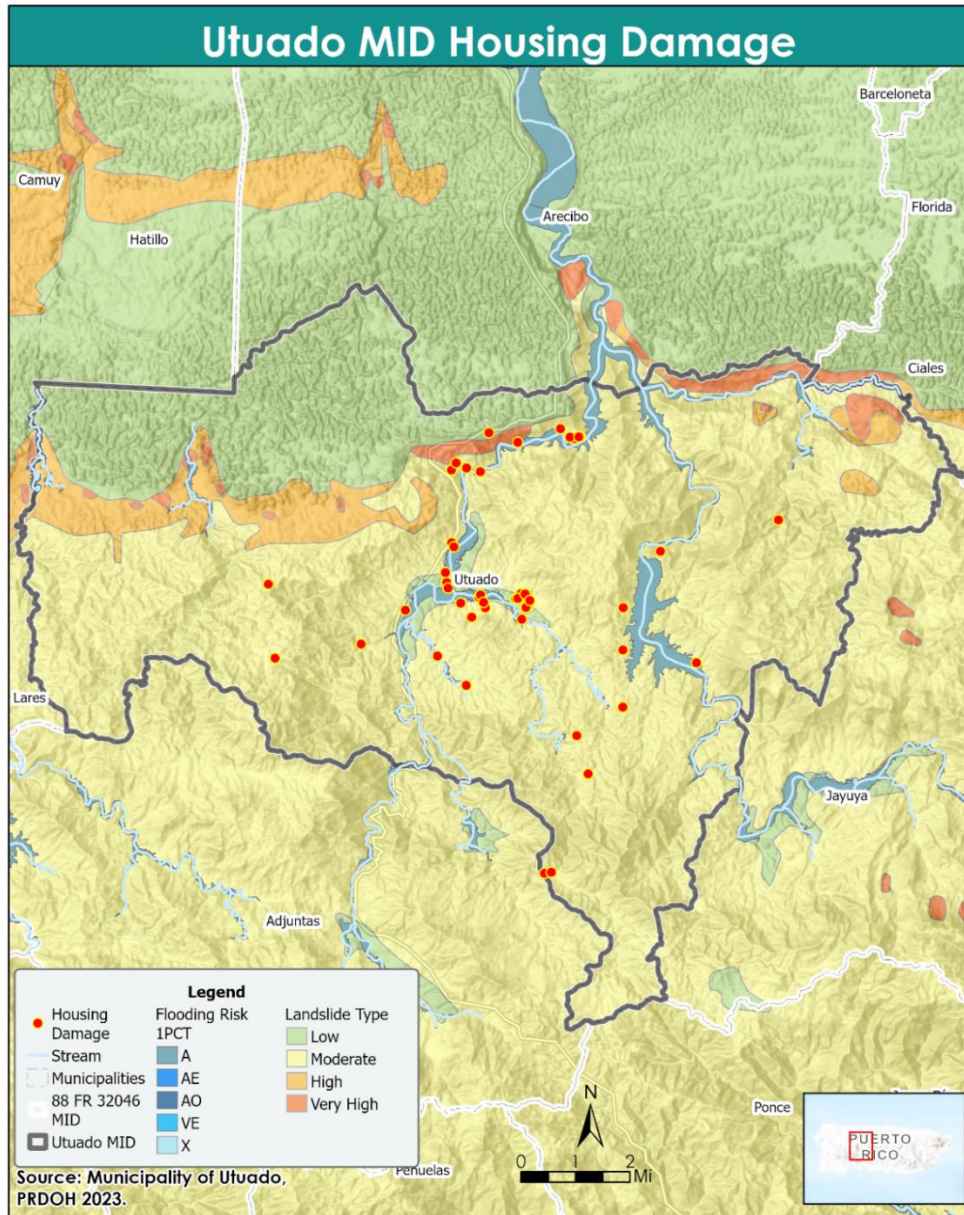 Utuado MID Housing Damage
Barceloneta
Camuy
Florida
Arecibo
Hatillo
Ciales
Utuado
Lares
Jayuya
Adjuntas
Legend
Housing Damage
Stream
Municipalities
88 FR 32046
MID
Utuado MID
Flooding Risk
1PCT
A
AE
AO
VE
X
Landslide Type
Low
Moderate
High
Very High
N
0 1 2
Mi
Ponce
Peñuelas
PUERTO
RICO
Source: Municipality of Utuado,
PRDOH 2023.